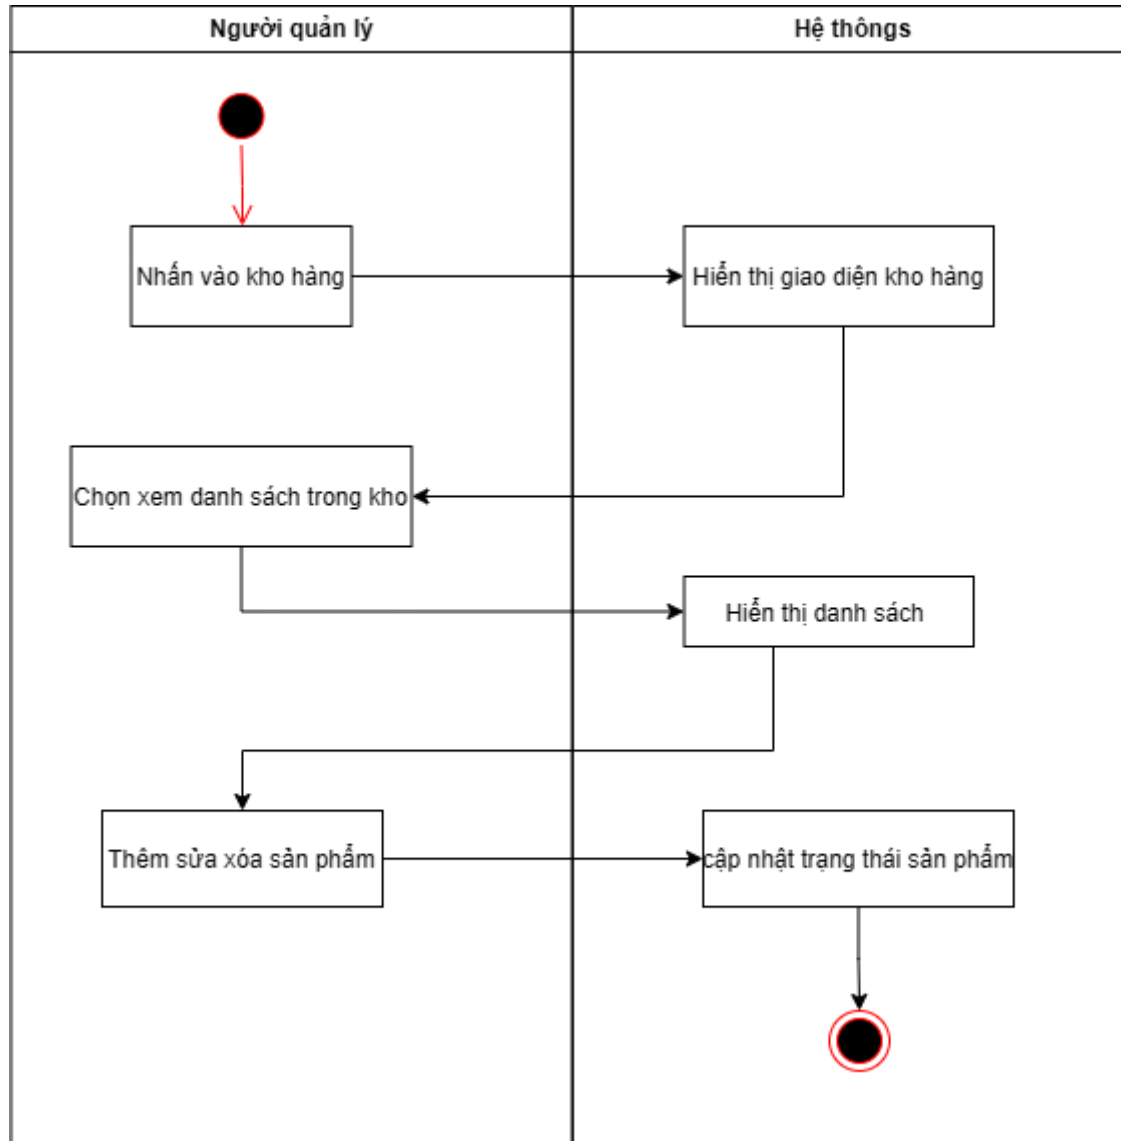 Người quản lý
Hệ thôngs
Nhấn vào kho hàng
Hiển thị giao diện kho hàng
Chọn xem danh sách trong kho
Hiển thị danh sách
Thêm sửa xóa sản phẩm
cập nhật trạng thái sản phẩm